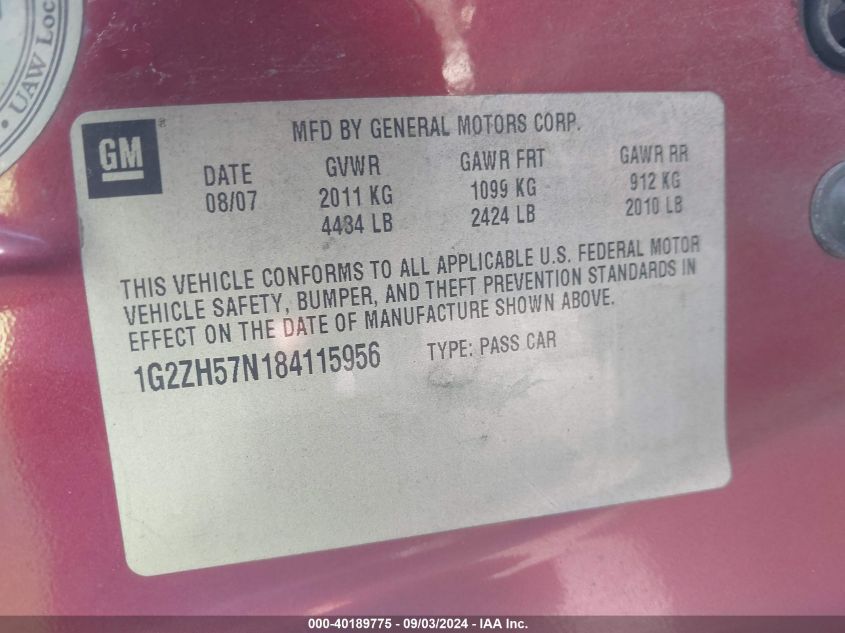 UAW Loc
GM
®
MFD BY GENERAL MOTORS CORP.
DATE GVWR GAWR FRT GAWR RR
08/07 2011 KG 1099 KG 912 KG
4434 LB 2424 LB 2010 LB
THIS VEHICLE CONFORMS TO ALL APPLICABLE U.S. FEDERAL MOTOR
VEHICLE SAFETY, BUMPER, AND THEFT PREVENTION STANDARDS IN
EFFECT ON THE DATE OF MANUFACTURE SHOWN ABOVE.
1G2ZH57N184115956 TYPE: PASS CAR
000-40189775 - 09/03/2024 - IAA Inc.